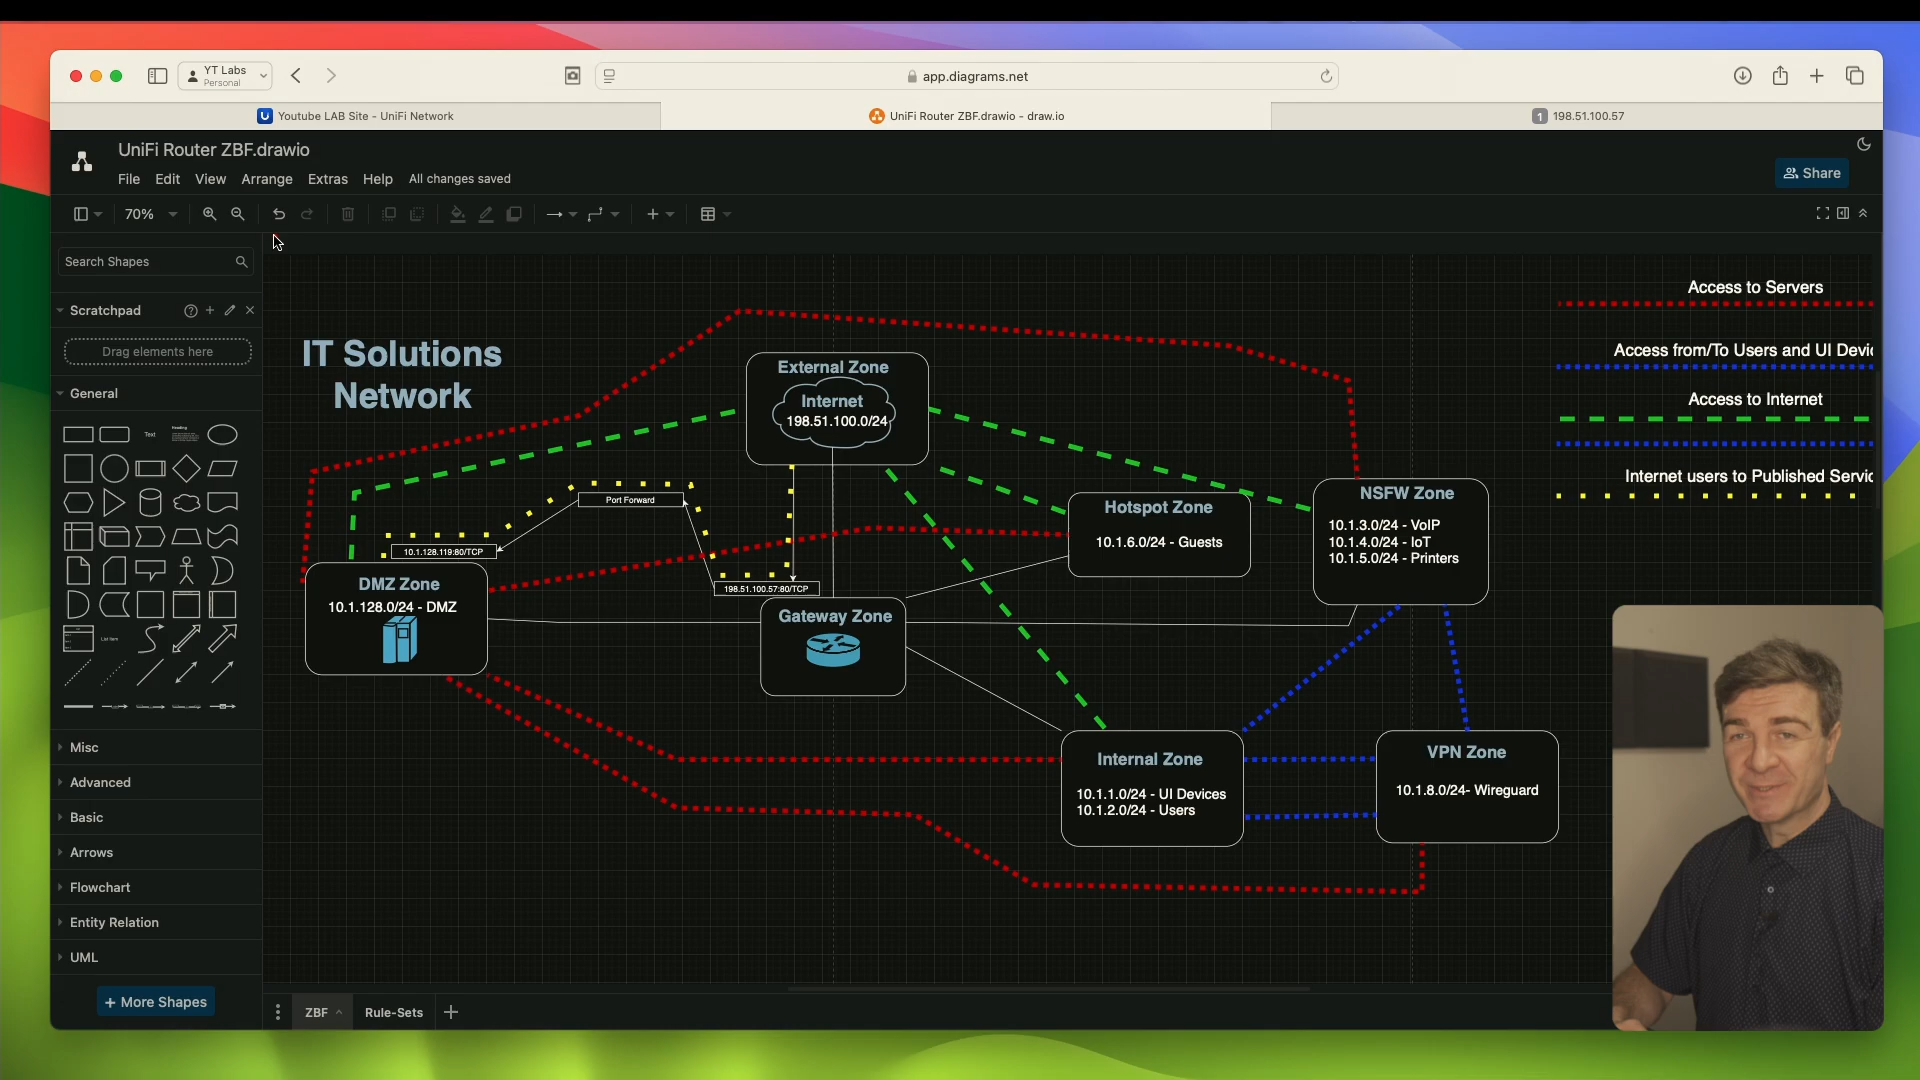 YT Labs
Personal
app.diagrams.net
Youtube LAB Site - UniFi Network
UniFi Router ZBF.drawio - draw.io
1 198.51.100.57
UniFi Router ZBF.drawio
File Edit View Arrange Extras Help All changes saved
Share
70%
Search Shapes
Scratchpad
Drag elements here
General
Text
Heading
List Item
Misc
Advanced
Basic
Arrows
Flowchart
Entity Relation
UML
+ More Shapes
IT Solutions
Network
External Zone
Internet
198.51.100.0/24
Port Forward
10.1.128.119:80/TCP
198.51.100.57:80/TCP
DMZ Zone
10.1.128.0/24 - DMZ
Gateway Zone
Hotspot Zone
10.1.6.0/24 - Guests
NSFW Zone
10.1.3.0/24 - VoIP
10.1.4.0/24 - IoT
10.1.5.0/24 - Printers
Internal Zone
10.1.1.0/24 - UI Devices
10.1.2.0/24 - Users
VPN Zone
10.1.8.0/24- Wireguard
Access to Servers
Access from/To Users and UI Devic
Access to Internet
Internet users to Published Servic
ZBF
Rule-Sets